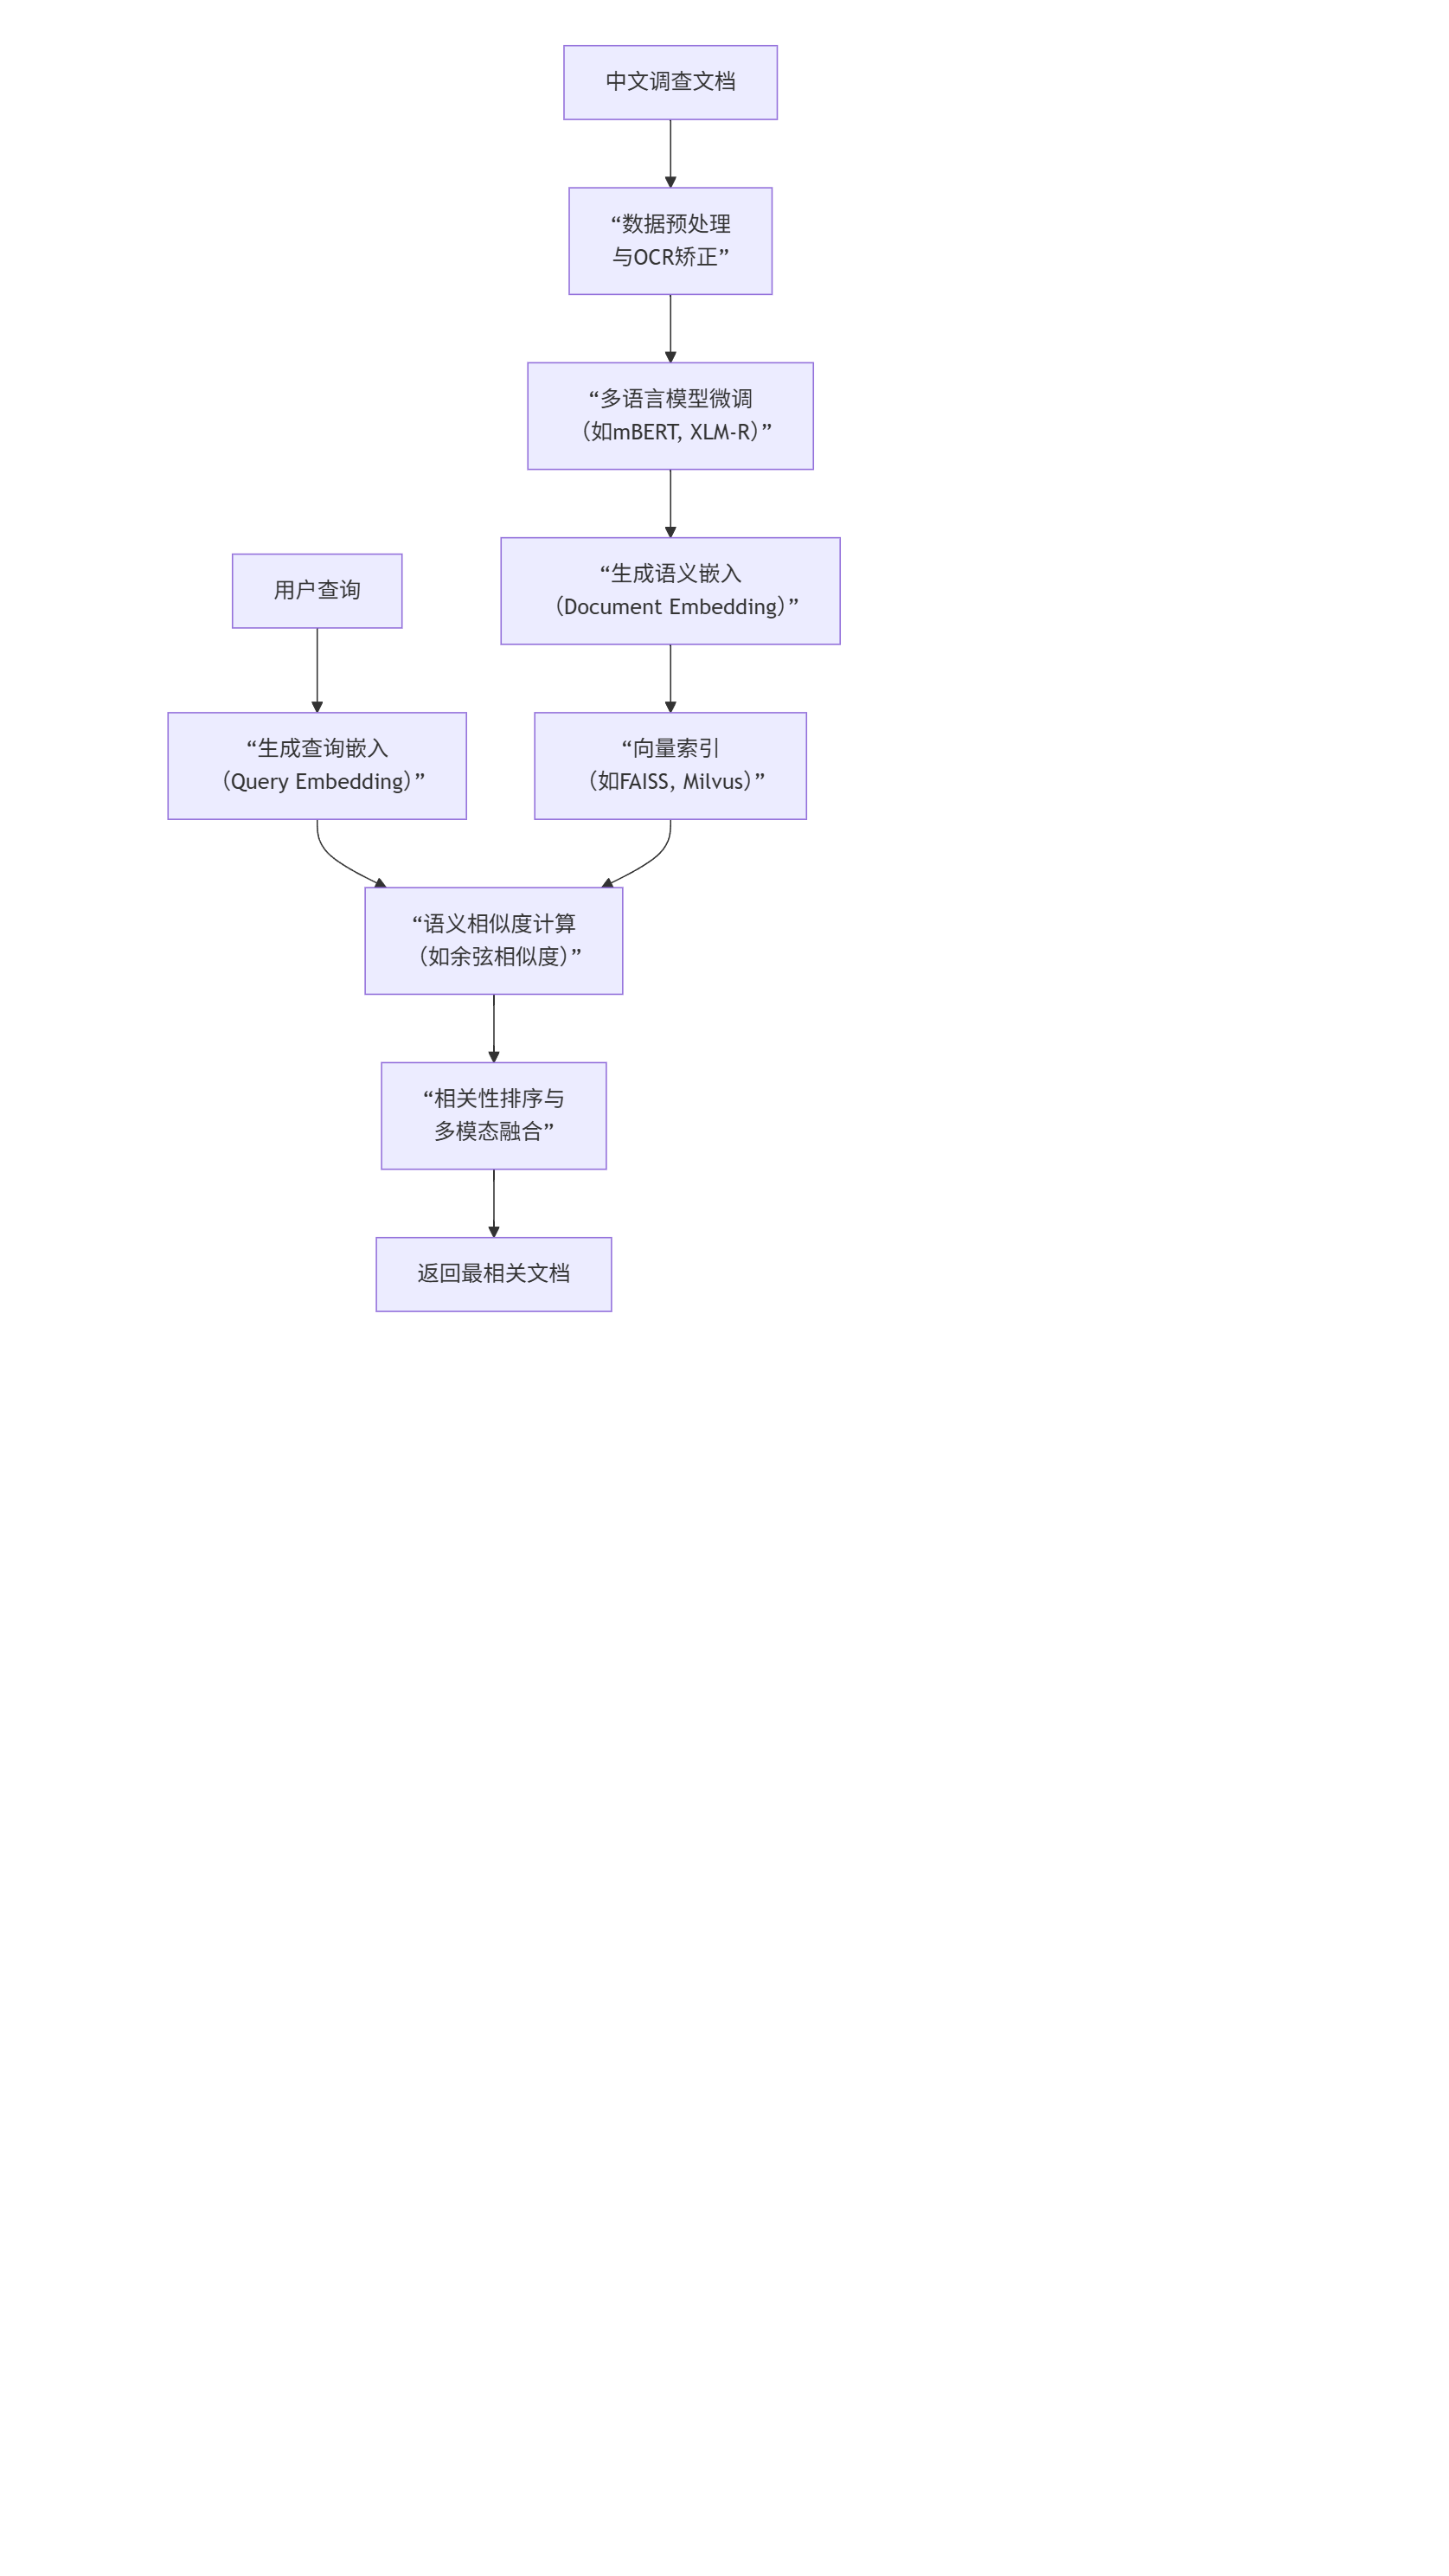 中文调查文档
“数据预处理
与OCR矫正”
“多语言模型微调
（如mBERT, XLM-R）”
“生成语义嵌入
（Document Embedding）”
用户查询
“生成查询嵌入
（Query Embedding）”
“向量索引
（如FAISS, Milvus）”
“语义相似度计算
（如余弦相似度）”
“相关性排序与
多模态融合”
返回最相关文档